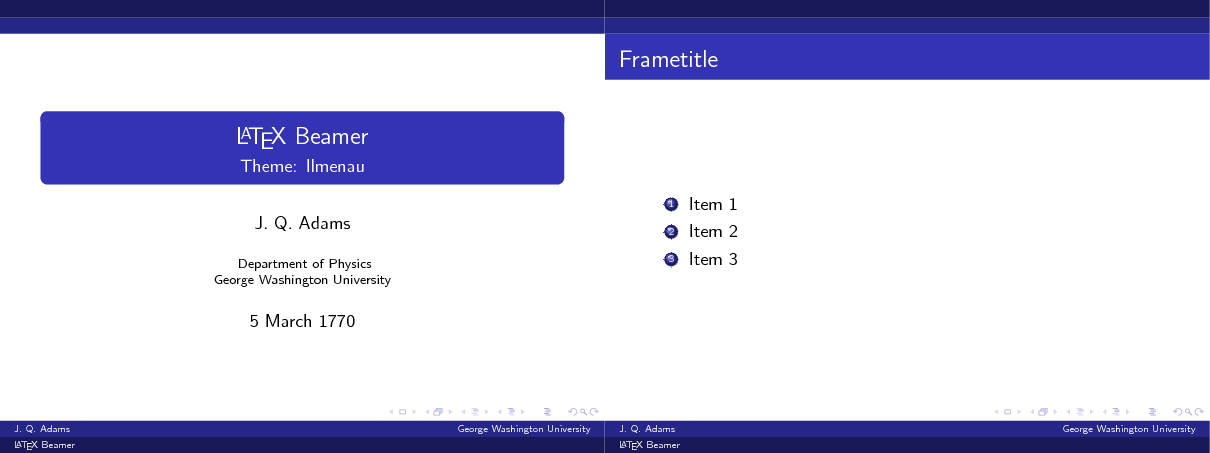 LATEX Beamer
Theme: Ilmenau
J. Q. Adams
Department of Physics
George Washington University
5 March 1770
J. Q. Adams George Washington University
LATEX Beamer
Frametitle
1 Item 1
2 Item 2
3 Item 3
J. Q. Adams George Washington University
LATEX Beamer